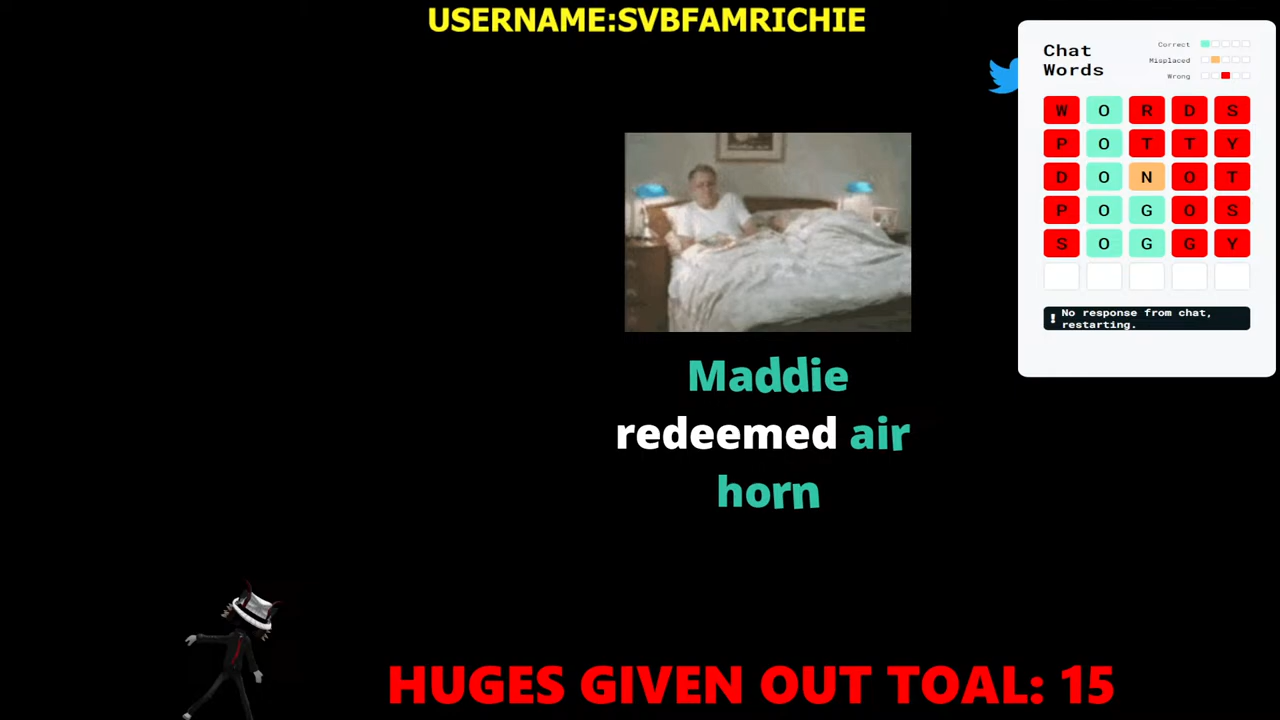 USERNAME:SVBFAMRICHIE
Chat
Words
Correct
Misplaced
Wrong
W O R D S
P O T T Y
D O N O T
P O G O S
S O G G Y
! No response from chat,
restarting.
Maddie
redeemed air
horn
HUGES GIVEN OUT TOAL: 15